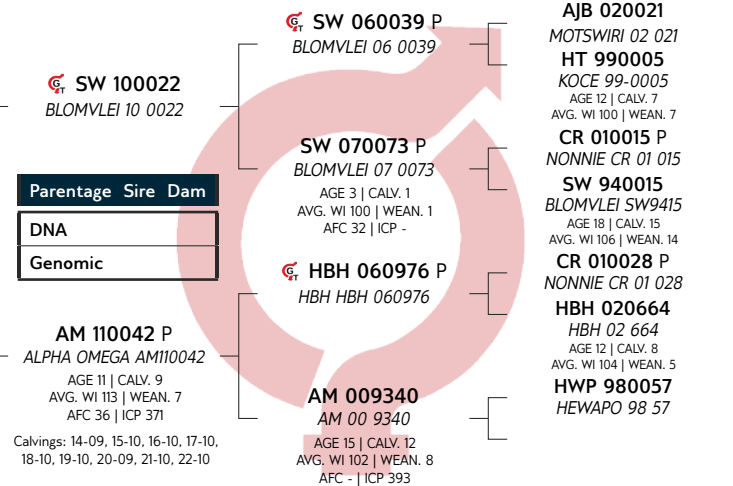 SW 100022
BLOMVLEI 10 0022
Parentage Sire Dam
DNA
Genomic
AM 110042 P
ALPHA OMEGA AM110042
AGE 11 | CALV. 9
AVG. WI 113 | WEAN. 7
AFC 36 | ICP 371
Calvings: 14-09, 15-10, 16-10, 17-10,
18-10, 19-10, 20-09, 21-10, 22-10
GT SW 060039 P
BLOMVLEI 06 0039
SW 070073 P
BLOMVLEI 07 0073
AGE 3 | CALV. 1
AVG. WI 100 | WEAN. 1
AFC 32 | ICP -
GT HBH 060976 P
HBH HBH 060976
AM 009340
AM 00 9340
AGE 15 | CALV. 12
AVG. WI 102 | WEAN. 8
AFC - | ICP 393
AJB 020021
MOTSWIRI 02 021
HT 990005
KOCE 99-0005
AGE 12 | CALV. 7
AVG. WI 100 | WEAN. 7
CR 010015 P
NONNIE CR 01 015
SW 940015
BLOMVLEI SW9415
AGE 18 | CALV. 15
AVG. WI 106 | WEAN. 14
CR 010028 P
NONNIE CR 01 028
HBH 020664
HBH 02 664
AGE 12 | CALV. 8
AVG. WI 104 | WEAN. 5
HWP 980057
HEWAPO 98 57